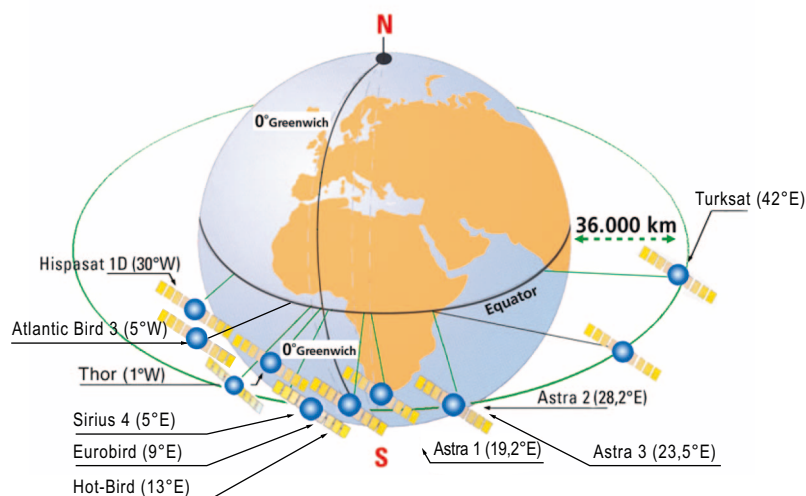 N
0°Greenwich
Turksat (42°E)
36.000 km
Hispasat 1D (30°W)
Equator
Atlantic Bird 3 (5°W)
0°Greenwich
Thor (1°W)
Astra 2 (28,2°E)
Sirius 4 (5°E)
Eurobird (9°E)
S
Astra 1 (19,2°E)
Astra 3 (23,5°E)
Hot-Bird (13°E)